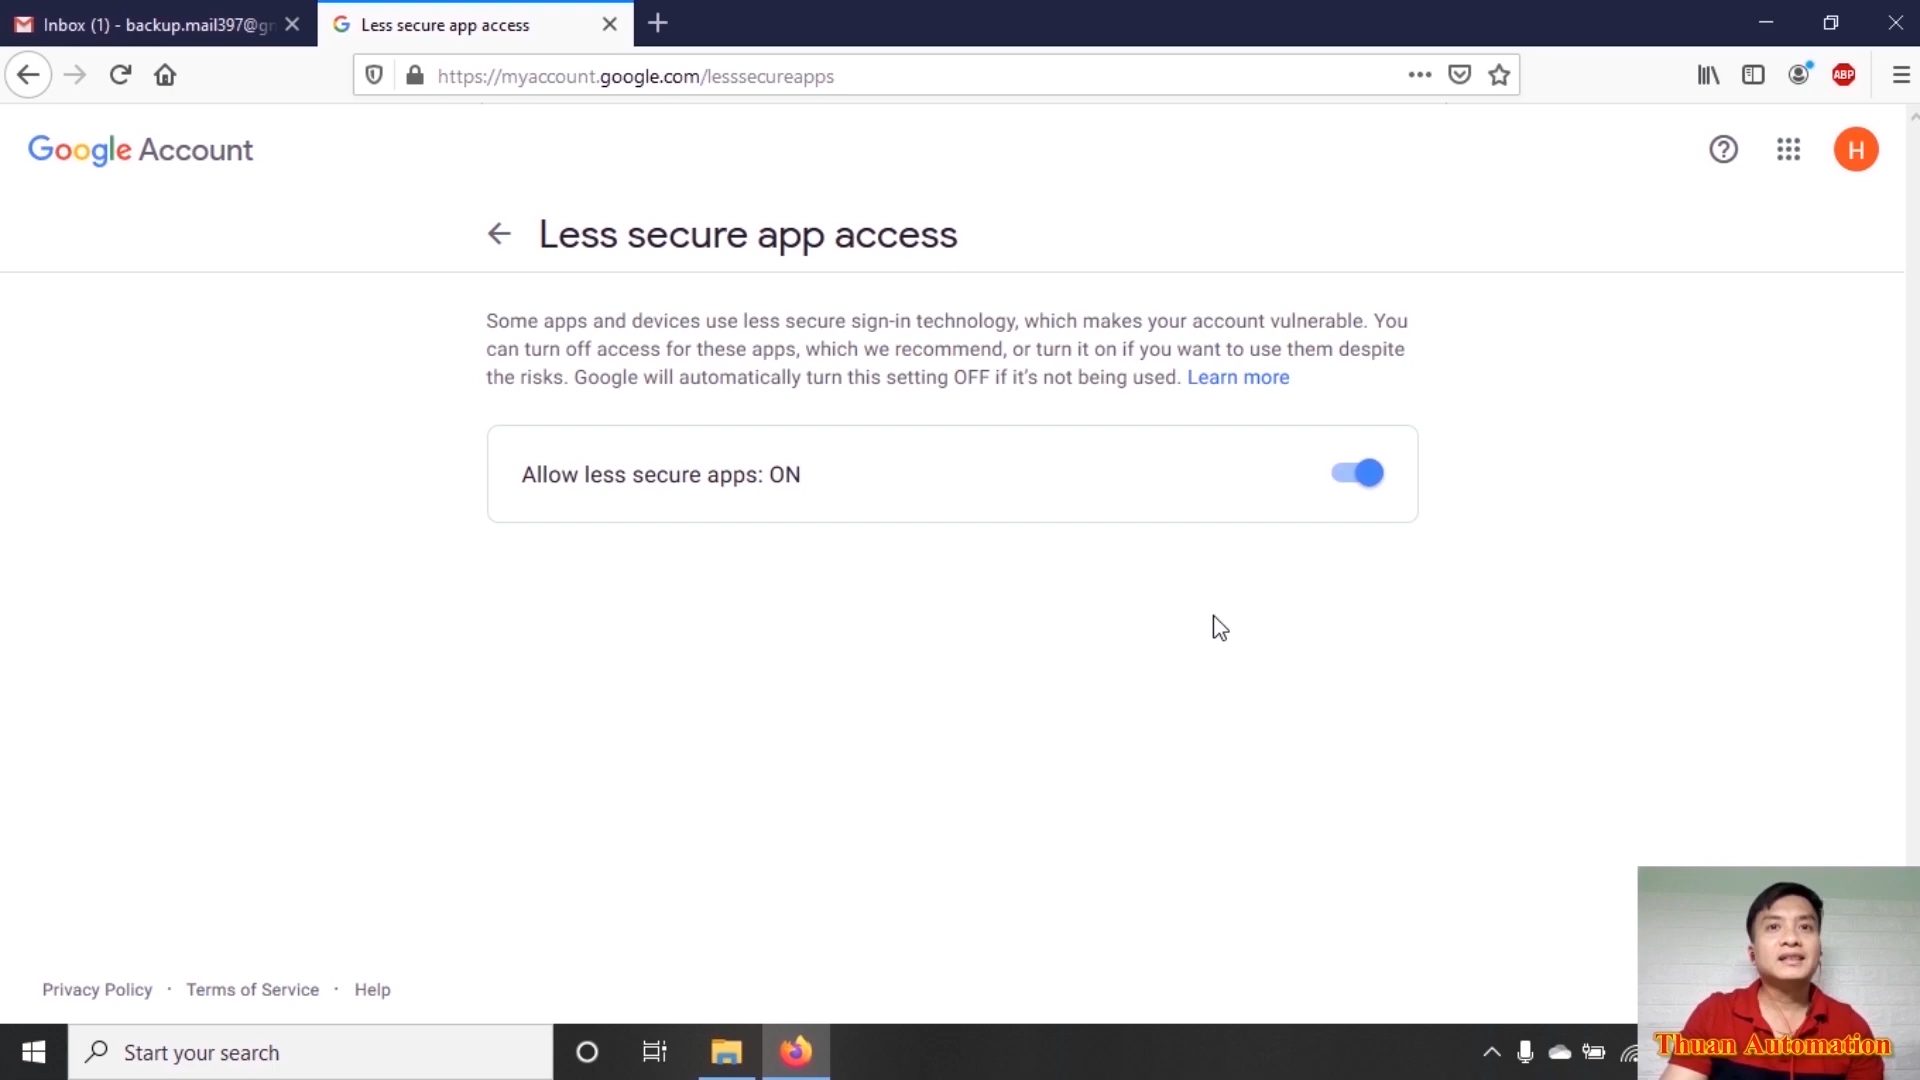 Inbox (1) - backup.mail397@gm
Less secure app access
https://myaccount.google.com/lesssecureapps
ABP
Google Account
H
Less secure app access
Some apps and devices use less secure sign-in technology, which makes your account vulnerable. You
can turn off access for these apps, which we recommend, or turn it on if you want to use them despite
the risks. Google will automatically turn this setting OFF if it's not being used. Learn more
Allow less secure apps: ON
Privacy Policy · Terms of Service · Help
Start your search
Thuan Automation